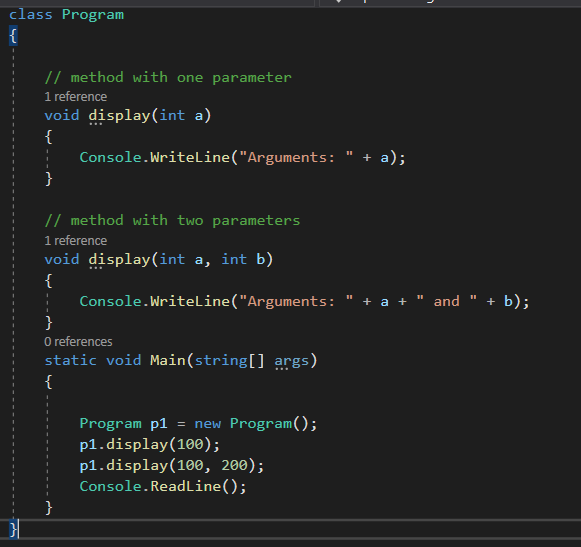 class Program
{
// method with one parameter
1 reference
void display(int a)
{
Console.WriteLine("Arguments: " + a);
}
// method with two parameters
1 reference
void display(int a, int b)
{
Console.WriteLine("Arguments: " + a + " and " + b);
}
0 references
static void Main(string[] args)
{
Program p1 = new Program();
p1.display(100);
p1.display(100, 200);
Console.ReadLine();
}
}